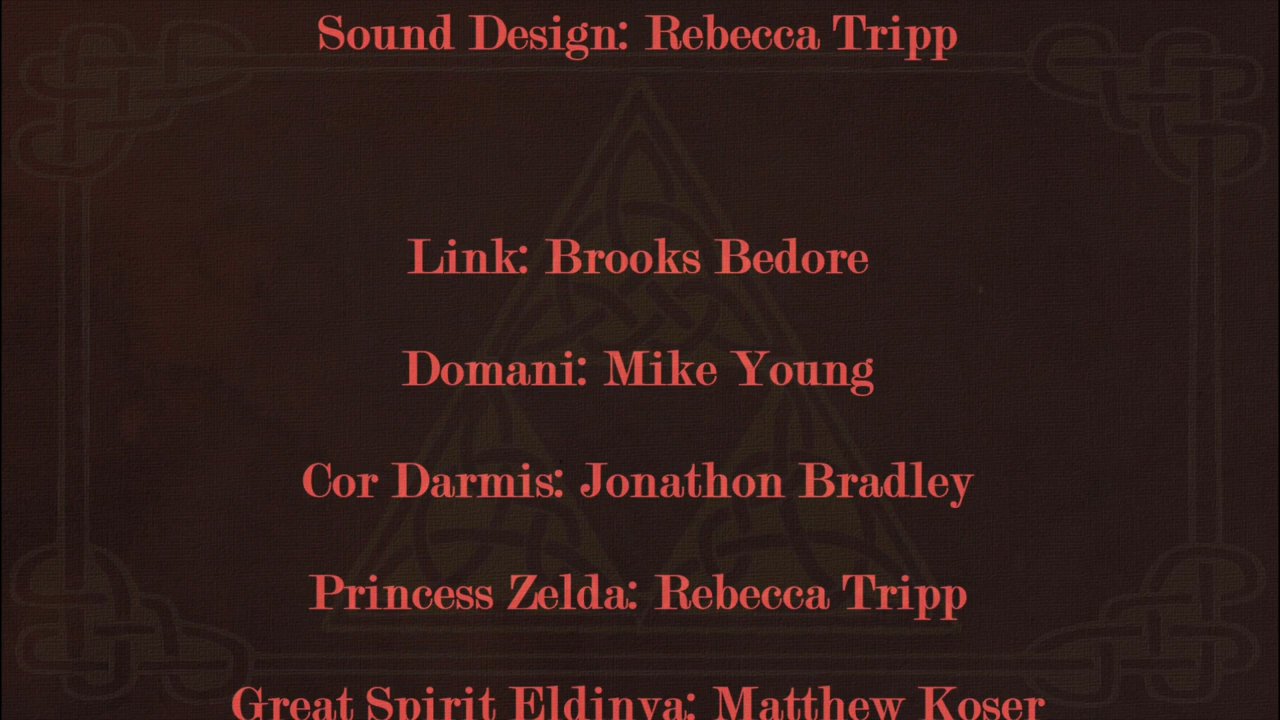 Sound Design: Rebecca Tripp
Link: Brooks Bedore
Domani: Mike Young
Cor Darmis: Jonathon Bradley
Princess Zelda: Rebecca Tripp
Great Spirit Eldinya: Matthew Koser